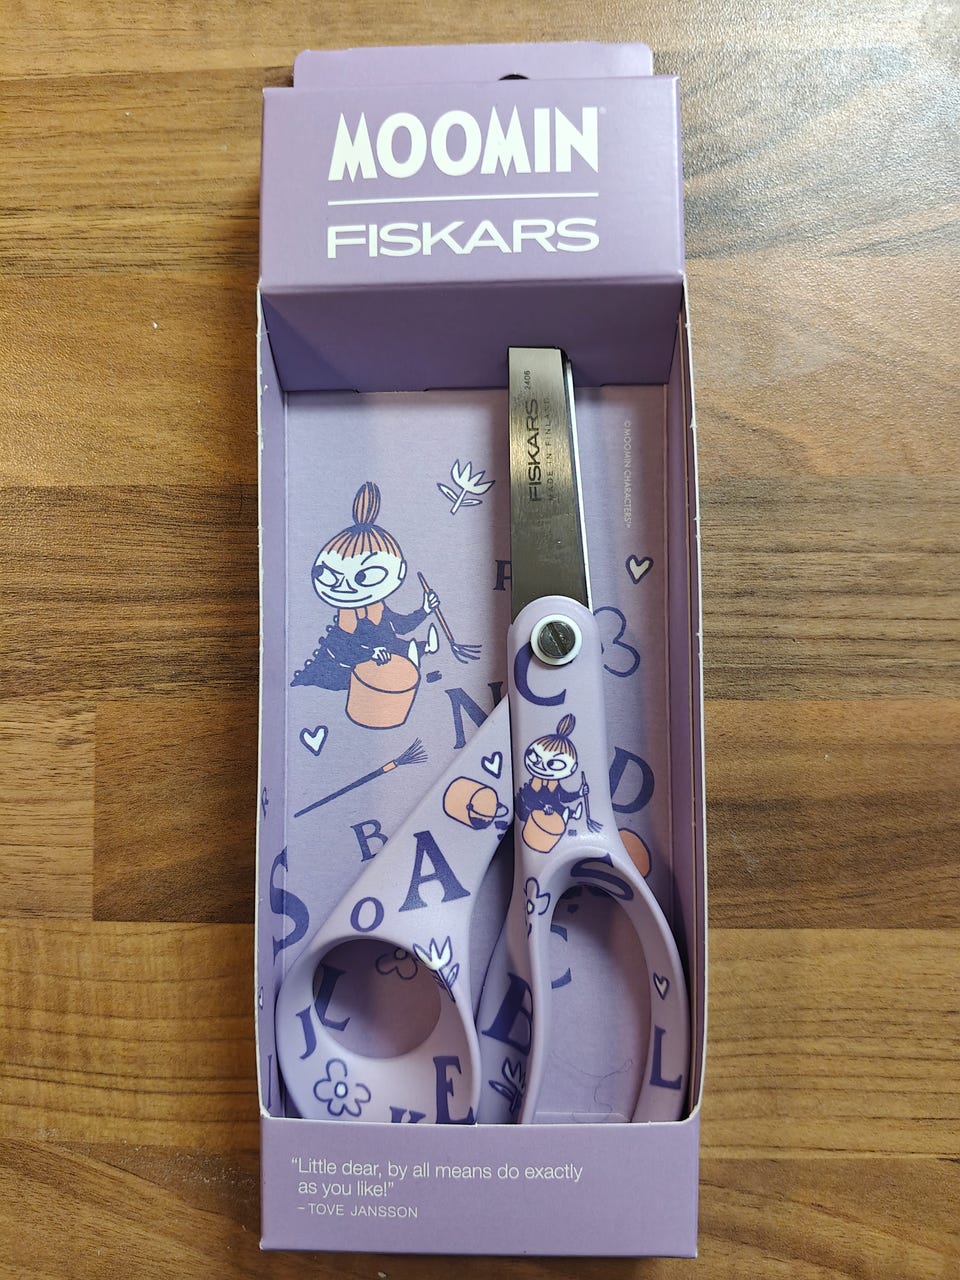 MOOMIN®
FISKARS
FISKARS 2406
MADE IN FINLAND
© MOOMIN CHARACTERS™
C
N
D
B
A
S
O
L
J
B
L
E
K
"Little dear, by all means do exactly
as you like!"
– TOVE JANSSON